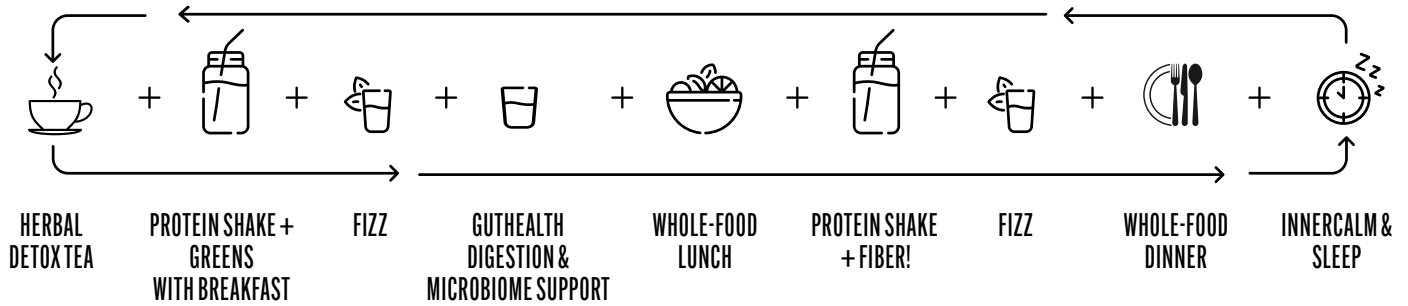 HERBAL
DETOX TEA
PROTEIN SHAKE +
GREENS
WITH BREAKFAST
FIZZ
GUTHEALTH
DIGESTION &
MICROBIOME SUPPORT
WHOLE-FOOD
LUNCH
PROTEIN SHAKE
+ FIBER!
FIZZ
WHOLE-FOOD
DINNER
INNERCALM &
SLEEP
ZZZ